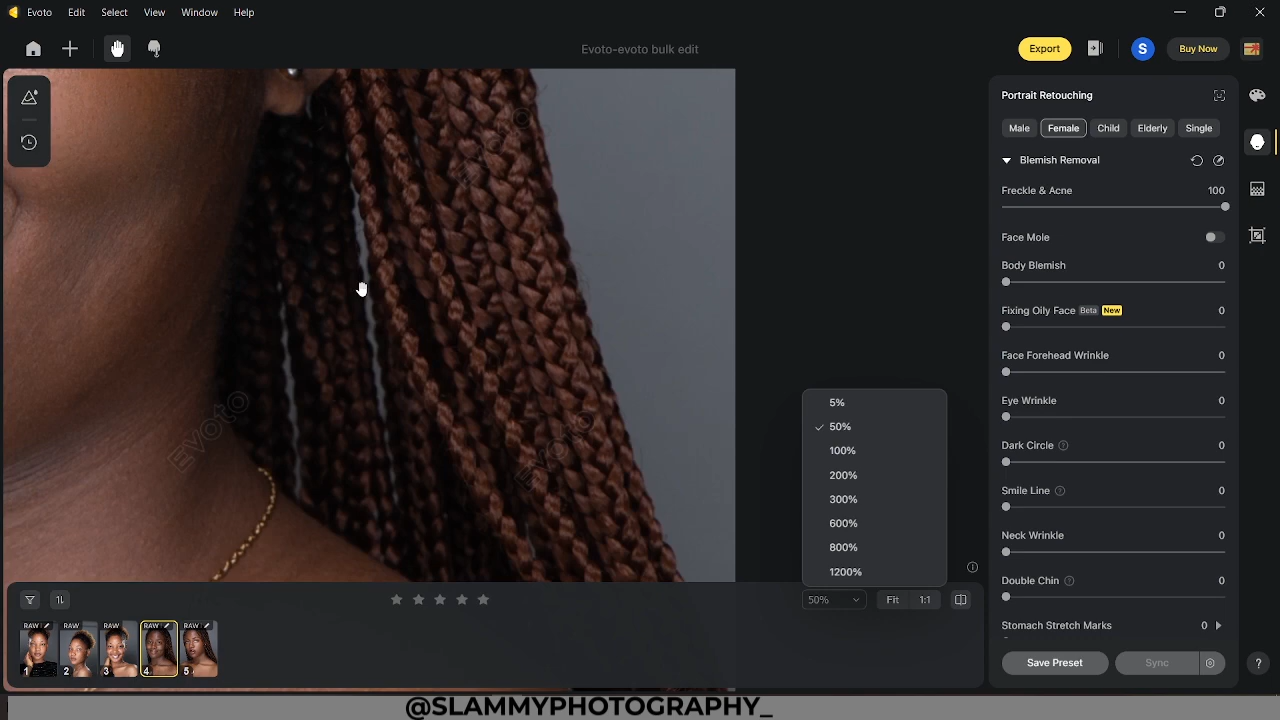 Evoto Edit Select View Window Help
Evoto-evoto bulk edit
Export S Buy Now
Portrait Retouching
Male Female Child Elderly Single
Blemish Removal
Freckle & Acne 100
Face Mole
Body Blemish 0
Fixing Oily Face Beta New 0
Face Forehead Wrinkle 0
Eye Wrinkle 0
Dark Circle ? 0
Smile Line ? 0
Neck Wrinkle 0
Double Chin ? 0
Stomach Stretch Marks 0
Save Preset Sync ?
5%
50%
100%
200%
300%
600%
800%
1200%
50% Fit 1:1
Evoto
Evoto
RAW RAW RAW RAW RAW
1 2 3 4 5
@SLAMMYPHOTOGRAPHY_